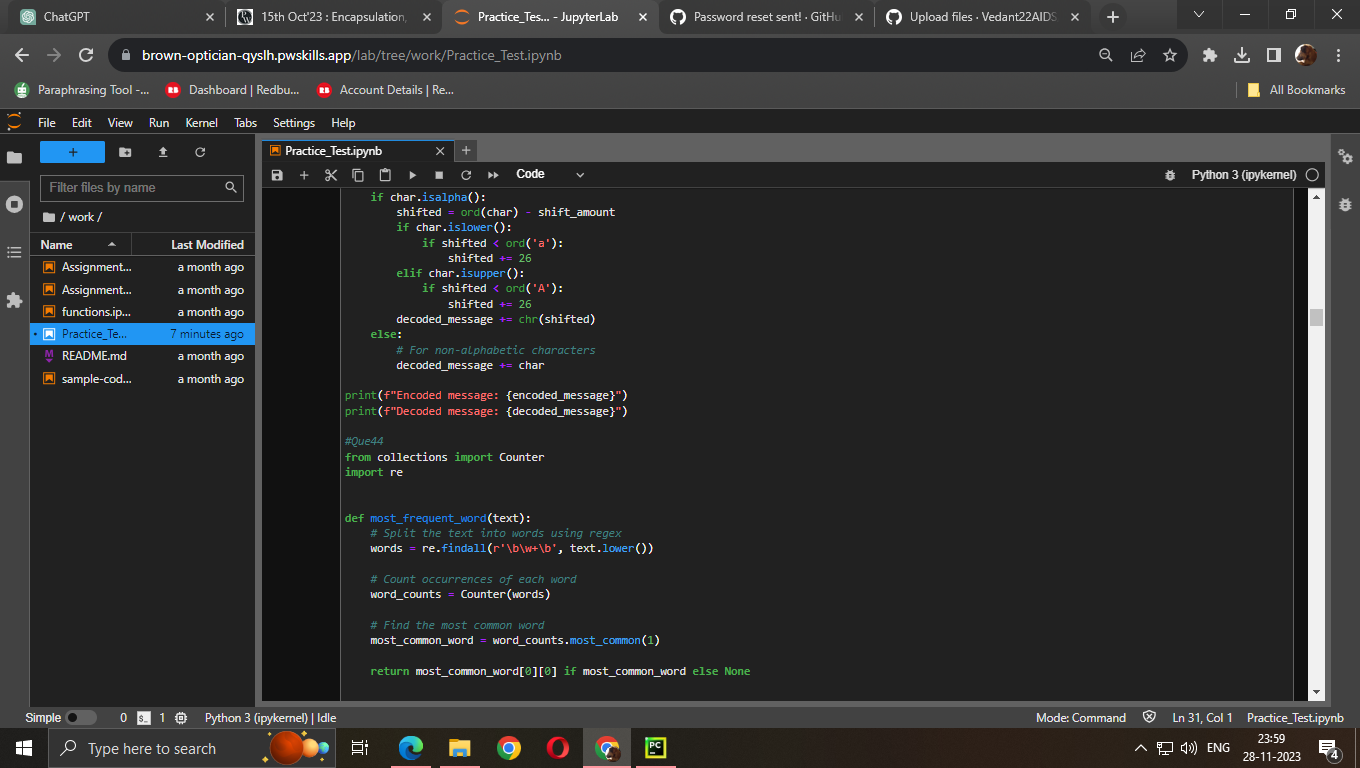 ChatGPT
15th Oct'23 : Encapsulation,
Practice_Tes... - JupyterLab
Password reset sent! · GitHu
Upload files · Vedant22AIDS
brown-optician-qyslh.pwskills.app/lab/tree/work/Practice_Test.ipynb
Paraphrasing Tool -...
Dashboard | Redbu...
Account Details | Re...
All Bookmarks
File Edit View Run Kernel Tabs Settings Help
Filter files by name
/ work /
Name Last Modified
Assignment... a month ago
Assignment... a month ago
functions.ip... a month ago
Practice_Te... 7 minutes ago
README.md a month ago
sample-cod... a month ago
Practice_Test.ipynb
Code
Python 3 (ipykernel)
if char.isalpha():
shifted = ord(char) - shift_amount
if char.islower():
if shifted < ord('a'):
shifted += 26
elif char.isupper():
if shifted < ord('A'):
shifted += 26
decoded_message += chr(shifted)
else:
# For non-alphabetic characters
decoded_message += char
print(f"Encoded message: {encoded_message}")
print(f"Decoded message: {decoded_message}")
#Que44
from collections import Counter
import re
def most_frequent_word(text):
# Split the text into words using regex
words = re.findall(r'\b\w+\b', text.lower())
# Count occurrences of each word
word_counts = Counter(words)
# Find the most common word
most_common_word = word_counts.most_common(1)
return most_common_word[0][0] if most_common_word else None
Simple 0 1 Python 3 (ipykernel) | Idle
Mode: Command Ln 31, Col 1 Practice_Test.ipynb
Type here to search
PC
ENG
23:59
28-11-2023
4